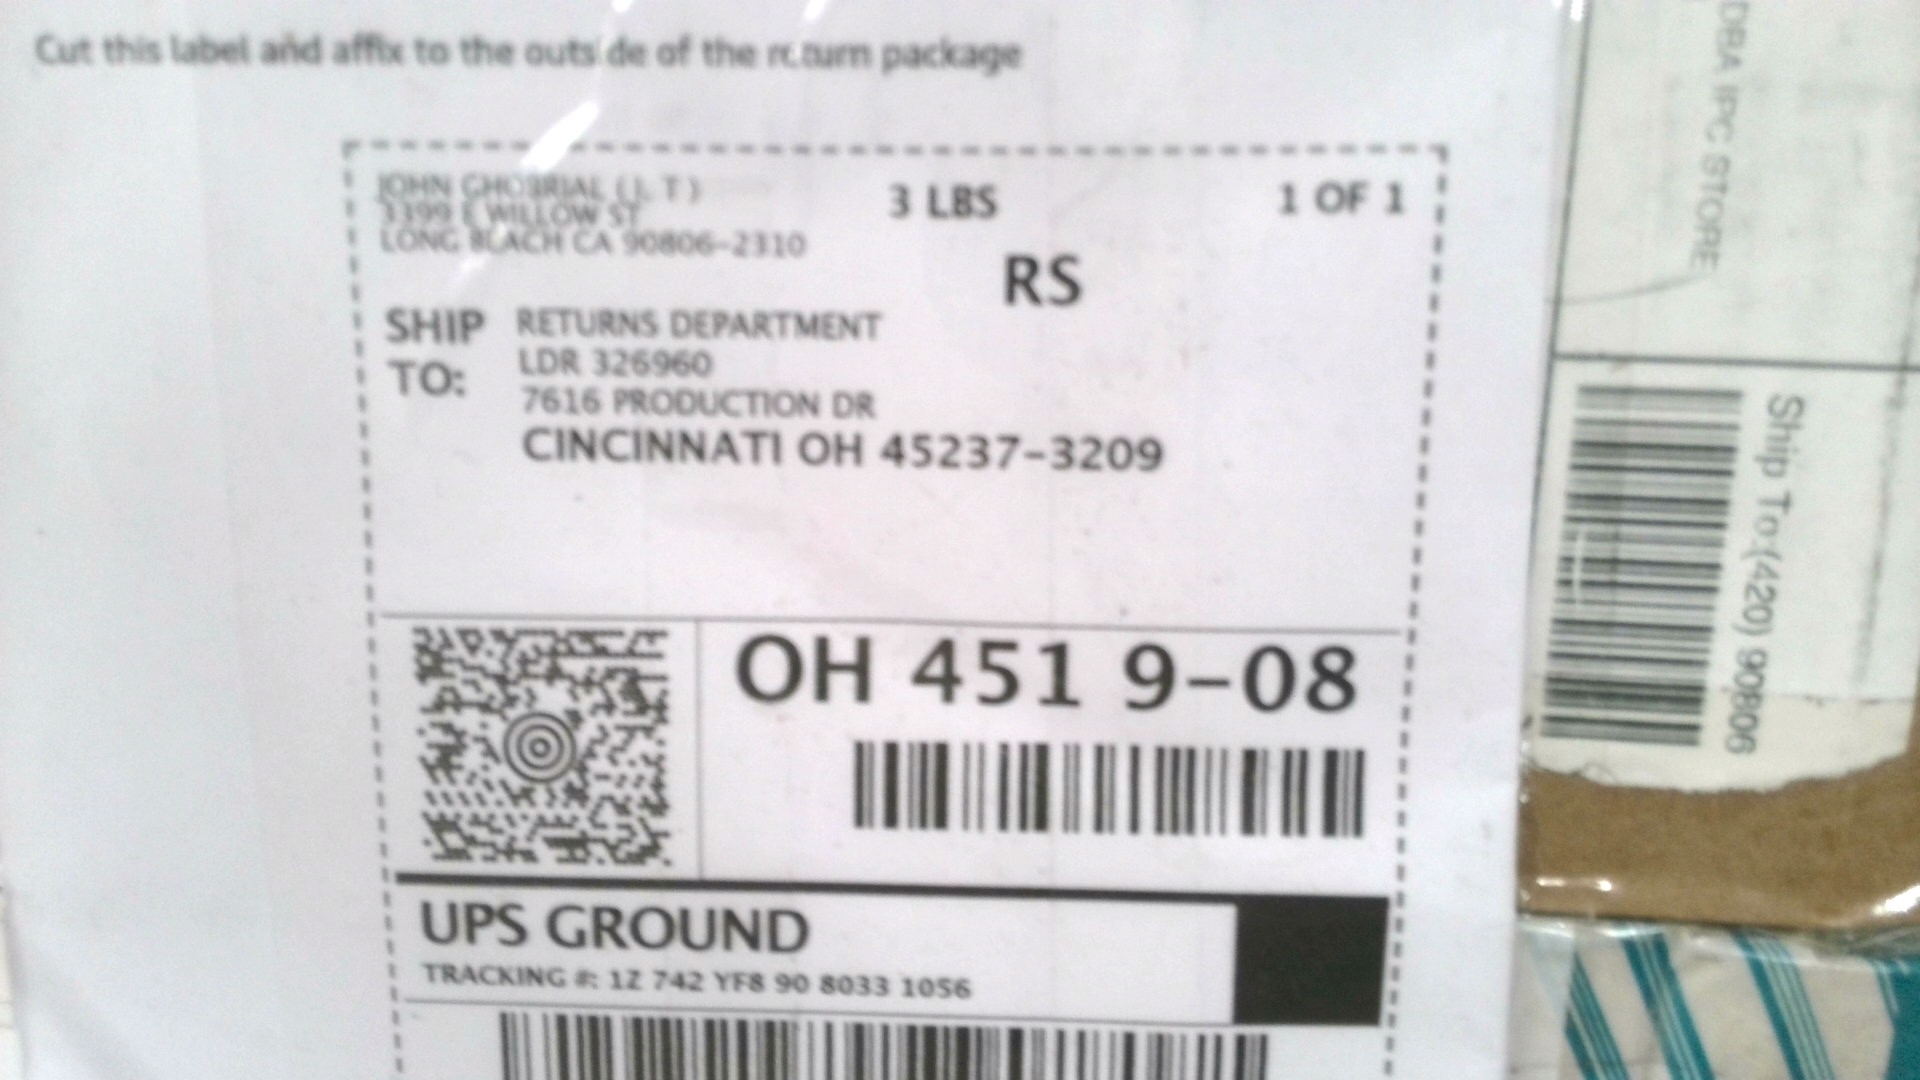 Cut this label and affix to the outside of the return package
JOHN GHOBRIAL (J. T )
3399 E WILLOW ST
LONG BEACH CA 90806-2310
3 LBS
1 OF 1
RS
SHIP TO:
RETURNS DEPARTMENT
LDR 326960
7616 PRODUCTION DR
CINCINNATI OH 45237-3209
OH 451 9-08
UPS GROUND
TRACKING #: 1Z 742 YF8 90 8033 1056
DBA IPC STORE
Ship To:(420) 90806